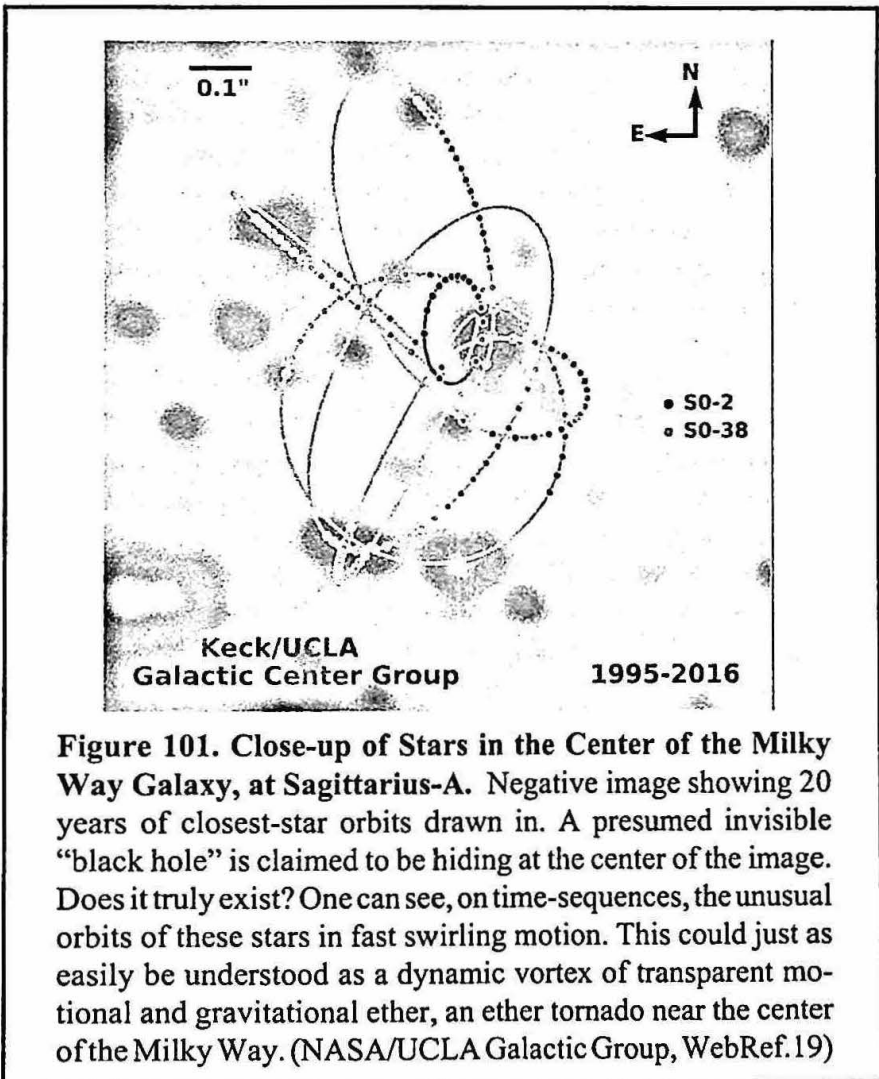 0.1"
N
E
S0-2
S0-38
Keck/UCLA
Galactic Center Group
1995-2016
Figure 101. Close-up of Stars in the Center of the Milky
Way Galaxy, at Sagittarius-A. Negative image showing 20
years of closest-star orbits drawn in. A presumed invisible
“black hole” is claimed to be hiding at the center of the image.
Does it truly exist? One can see, on time-sequences, the unusual
orbits of these stars in fast swirling motion. This could just as
easily be understood as a dynamic vortex of transparent mo-
tional and gravitational ether, an ether tornado near the center
of the Milky Way. (NASA/UCLA Galactic Group, WebRef.19)